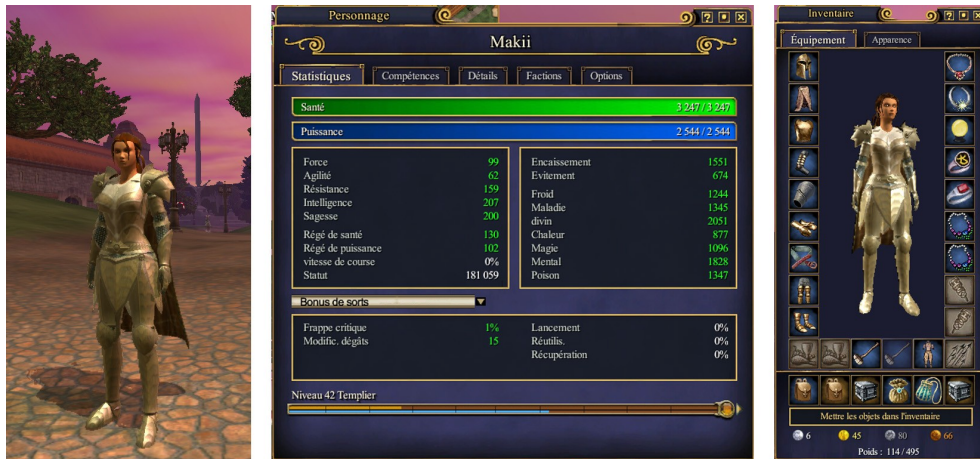 Personnage
Makii
Statistiques Compétences Détails Factions Options
Santé 3 247 / 3 247
Puissance 2 544 / 2 544
Force 99
Agilité 62
Résistance 159
Intelligence 207
Sagesse 200
Régé de santé 130
Régé de puissance 102
vitesse de course 0%
Statut 181 059
Encaissement 1551
Evitement 674
Froid 1244
Maladie 1345
divin 2051
Chaleur 877
Magie 1096
Mental 1828
Poison 1347
Bonus de sorts
Frappe critique 1%
Modific. dégâts 15
Lancement 0%
Réutilis. 0%
Récupération 0%
Niveau 42 Templier
Inventaire
Équipement Apparence
Mettre les objets dans l'inventaire
6 45 80 66
Poids : 114 / 495